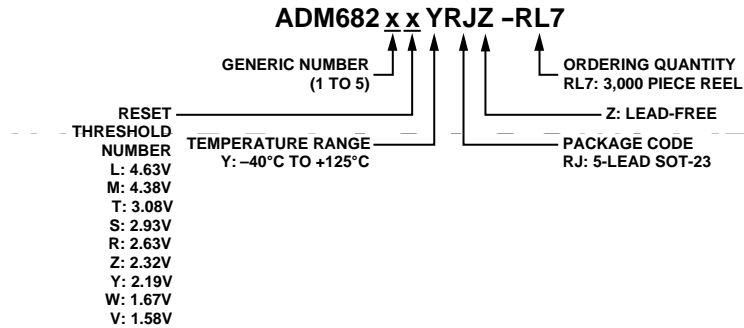 ADM682 x x YRJZ -RL7
GENERIC NUMBER
(1 TO 5)
ORDERING QUANTITY
RL7: 3,000 PIECE REEL
RESET
THRESHOLD
NUMBER
L: 4.63V
M: 4.38V
T: 3.08V
S: 2.93V
R: 2.63V
Z: 2.32V
Y: 2.19V
W: 1.67V
V: 1.58V
Z: LEAD-FREE
TEMPERATURE RANGE
Y: –40°C TO +125°C
PACKAGE CODE
RJ: 5-LEAD SOT-23